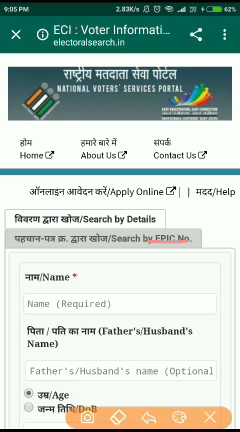 9:05 PM 2.83K/s 62%
ECI : Voter Informati...
electoralsearch.in
राष्ट्रीय मतदाता सेवा पोर्टल
NATIONAL VOTERS' SERVICES PORTAL
होम हमारे बारे में संपर्क
Home About Us Contact Us
ऑनलाइन आवेदन करें/Apply Online | | मदद/Help
विवरण द्वारा खोज/Search by Details
पहचान-पत्र क्र. द्वारा खोज/Search by EPIC No.
नाम/Name *
Name (Required)
पिता / पति का नाम (Father's/Husband's
Name)
Father's/Husband's name (Optional
उम्र/Age
जन्म तिथि/DoB